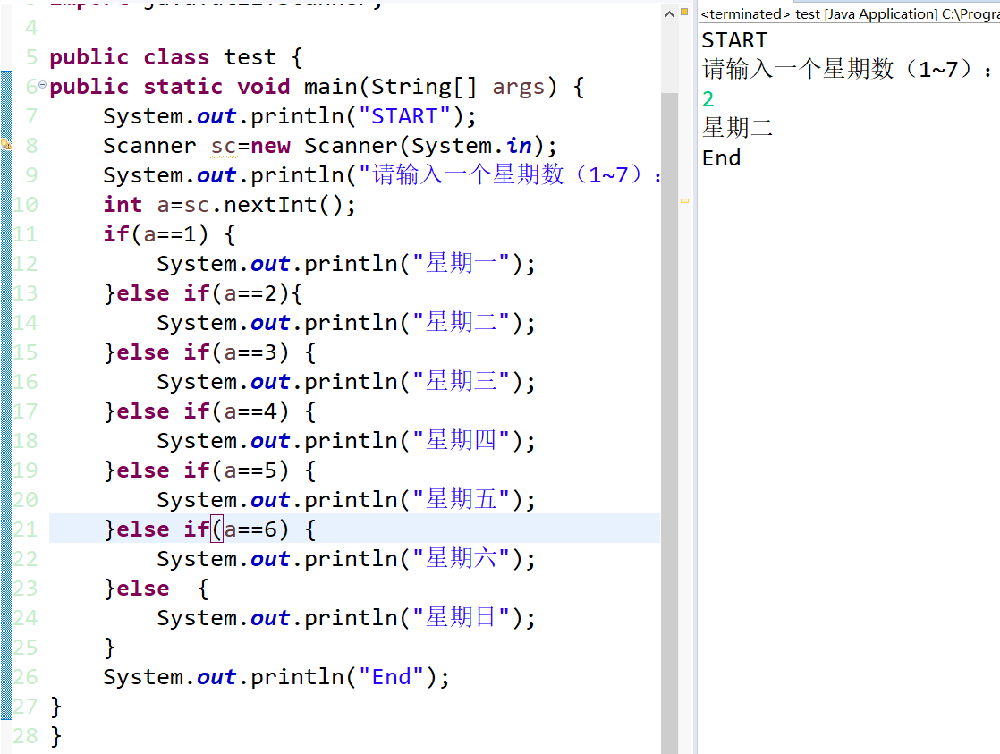 4
5 public class test {
6 public static void main(String[] args) {
7 System.out.println("START");
8 Scanner sc=new Scanner(System.in);
9 System.out.println("请输入一个星期数（1~7）：
10 int a=sc.nextInt();
11 if(a==1) {
12 System.out.println("星期一");
13 }else if(a==2){
14 System.out.println("星期二");
15 }else if(a==3) {
16 System.out.println("星期三");
17 }else if(a==4) {
18 System.out.println("星期四");
19 }else if(a==5) {
20 System.out.println("星期五");
21 }else if(a==6) {
22 System.out.println("星期六");
23 }else  {
24 System.out.println("星期日");
25 }
26 System.out.println("End");
27 }
28 }
<terminated> test [Java Application] C:\Progra
START
请输入一个星期数（1~7）：
2
星期二
End